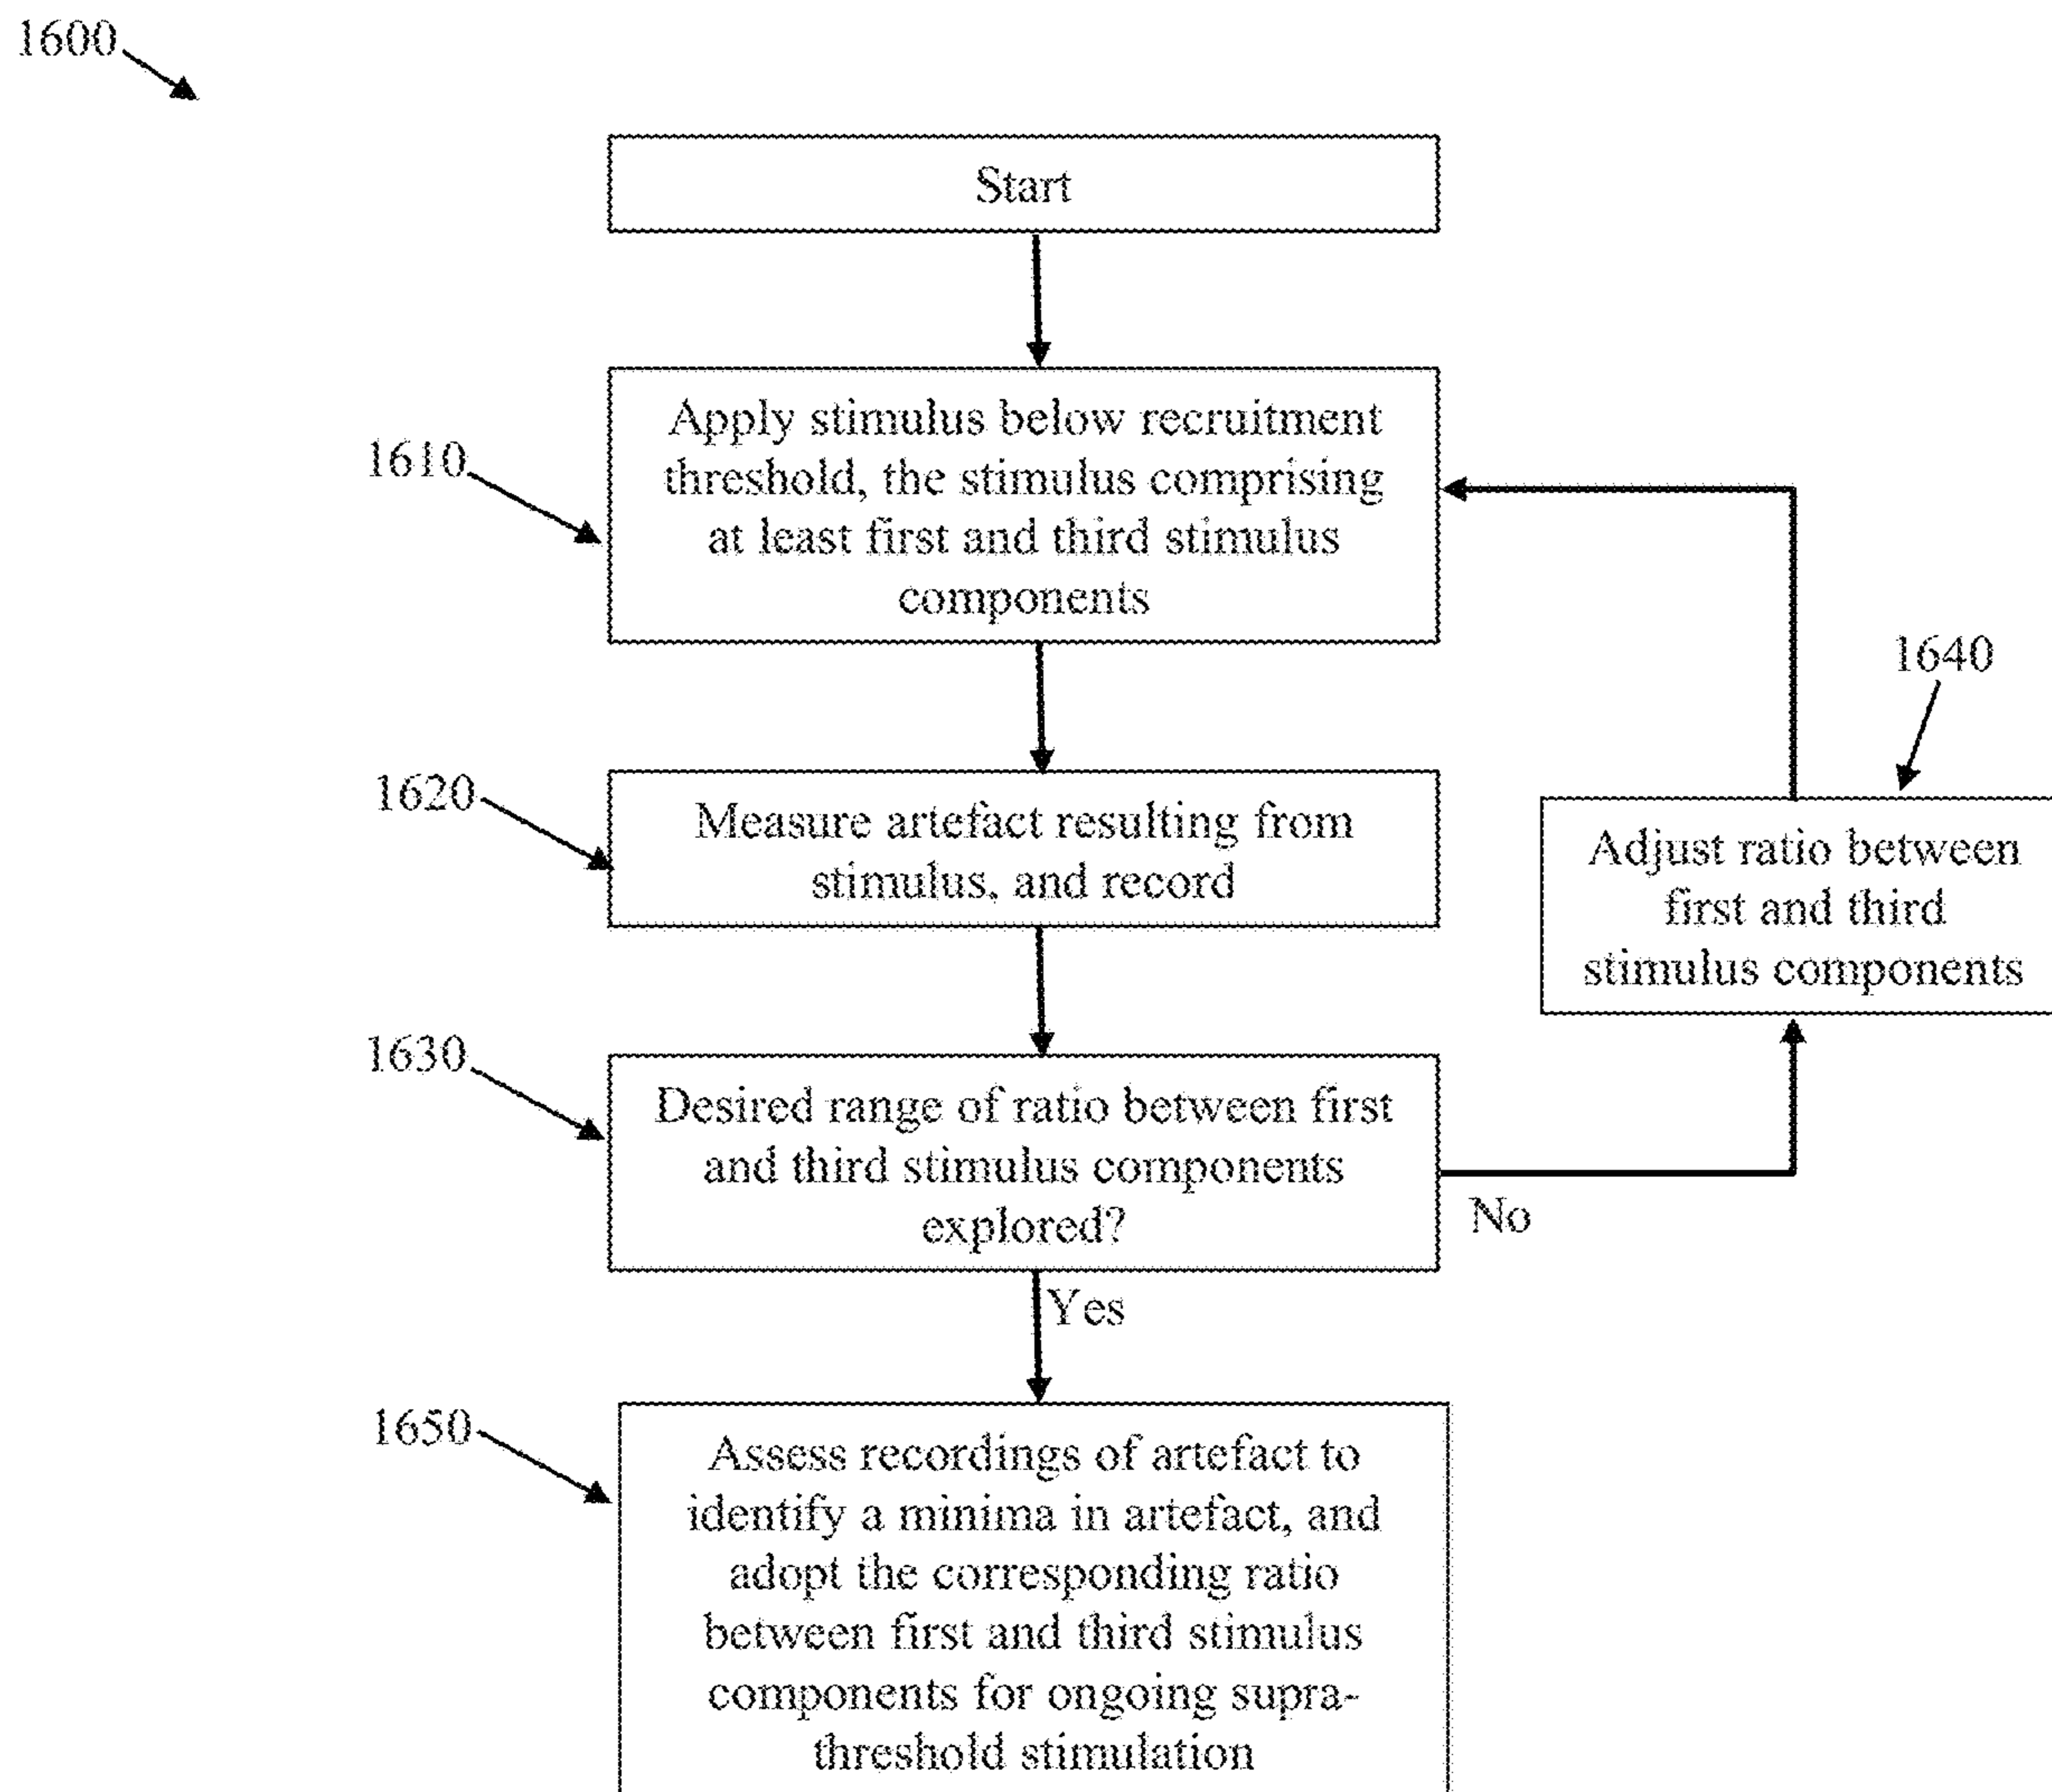 1600
Start
1610
Apply stimulus below recruitment
threshold, the stimulus comprising
at least first and third stimulus
components
1640
1620
Measure artefact resulting from
stimulus, and record
Adjust ratio between
first and third
stimulus components
1630
Desired range of ratio between first
and third stimulus components
explored?
No
Yes
1650
Assess recordings of artefact to
identify a minima in artefact, and
adopt the corresponding ratio
between first and third stimulus
components for ongoing supra-
threshold stimulation